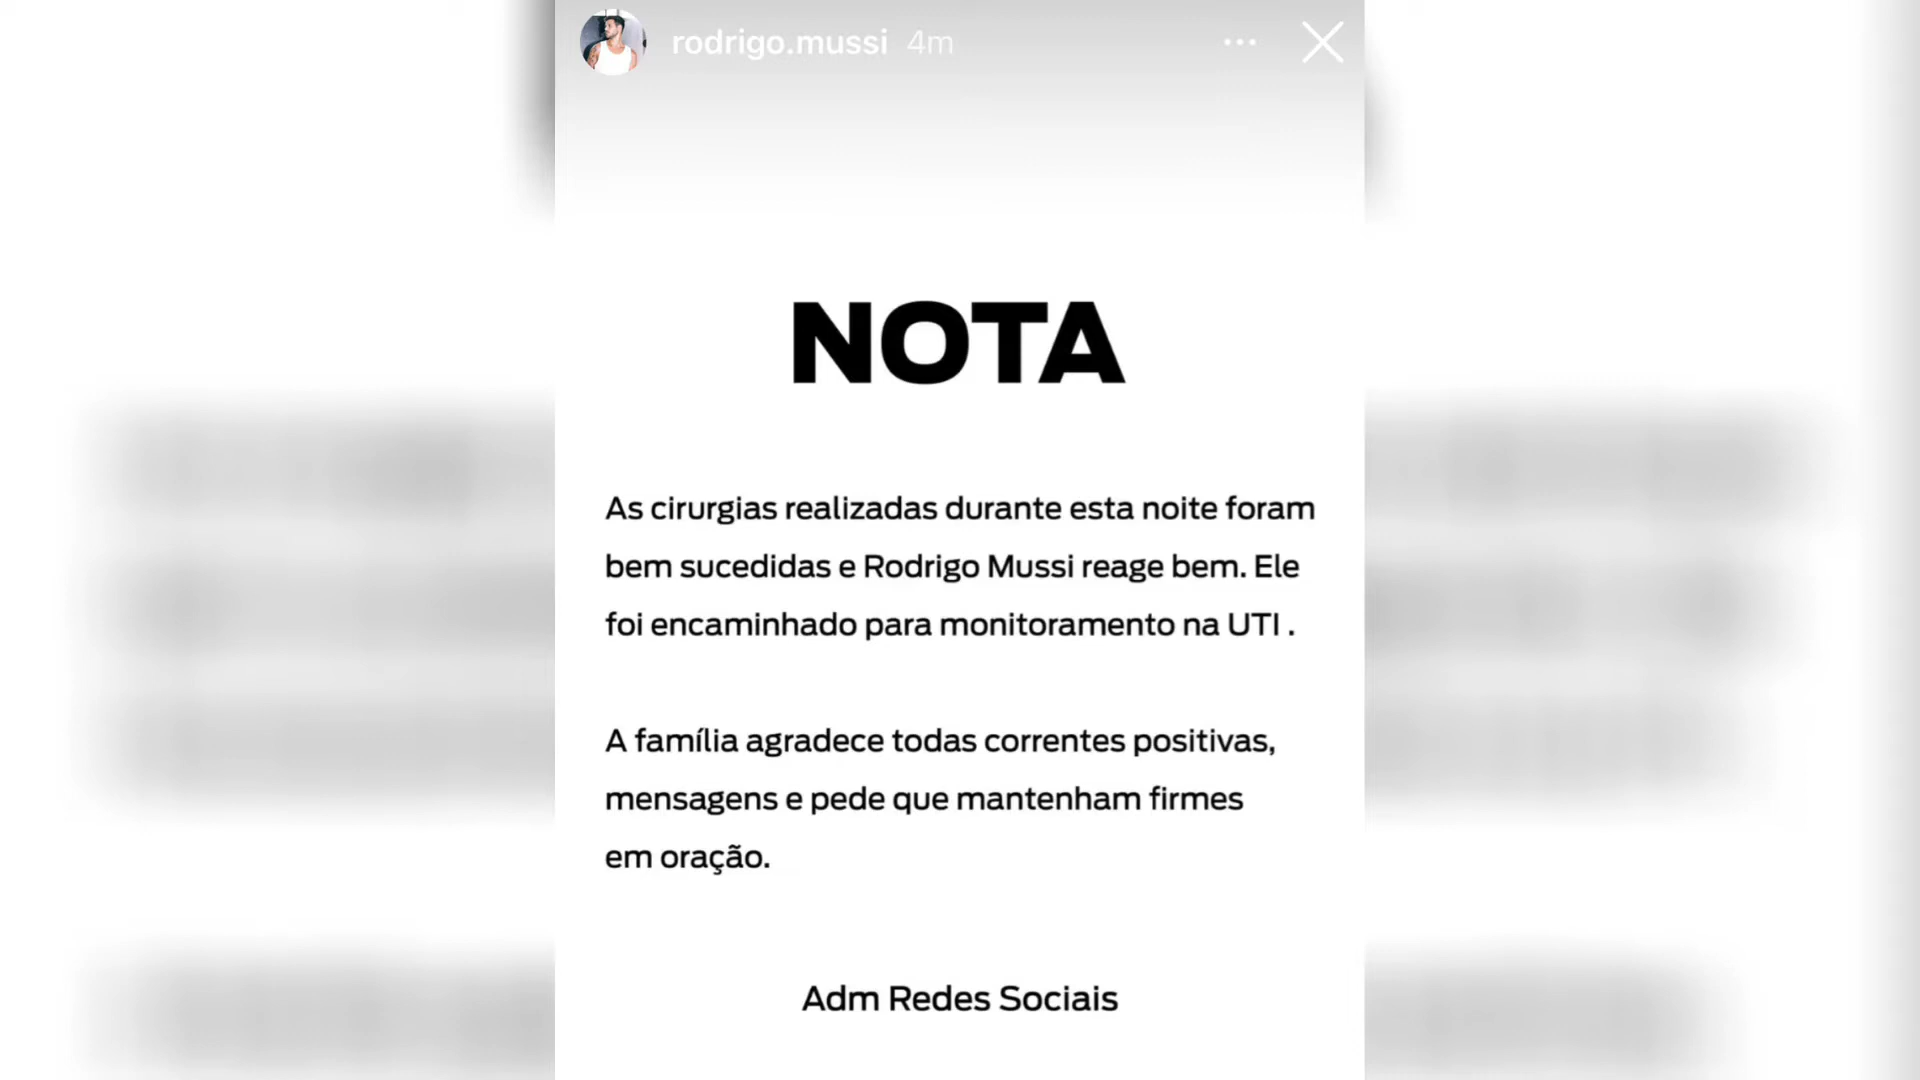 rodrigo.mussi 4m
NOTA
As cirurgias realizadas durante esta noite foram
bem sucedidas e Rodrigo Mussi reage bem. Ele
foi encaminhado para monitoramento na UTI .
A família agradece todas correntes positivas,
mensagens e pede que mantenham firmes
em oração.
Adm Redes Sociais